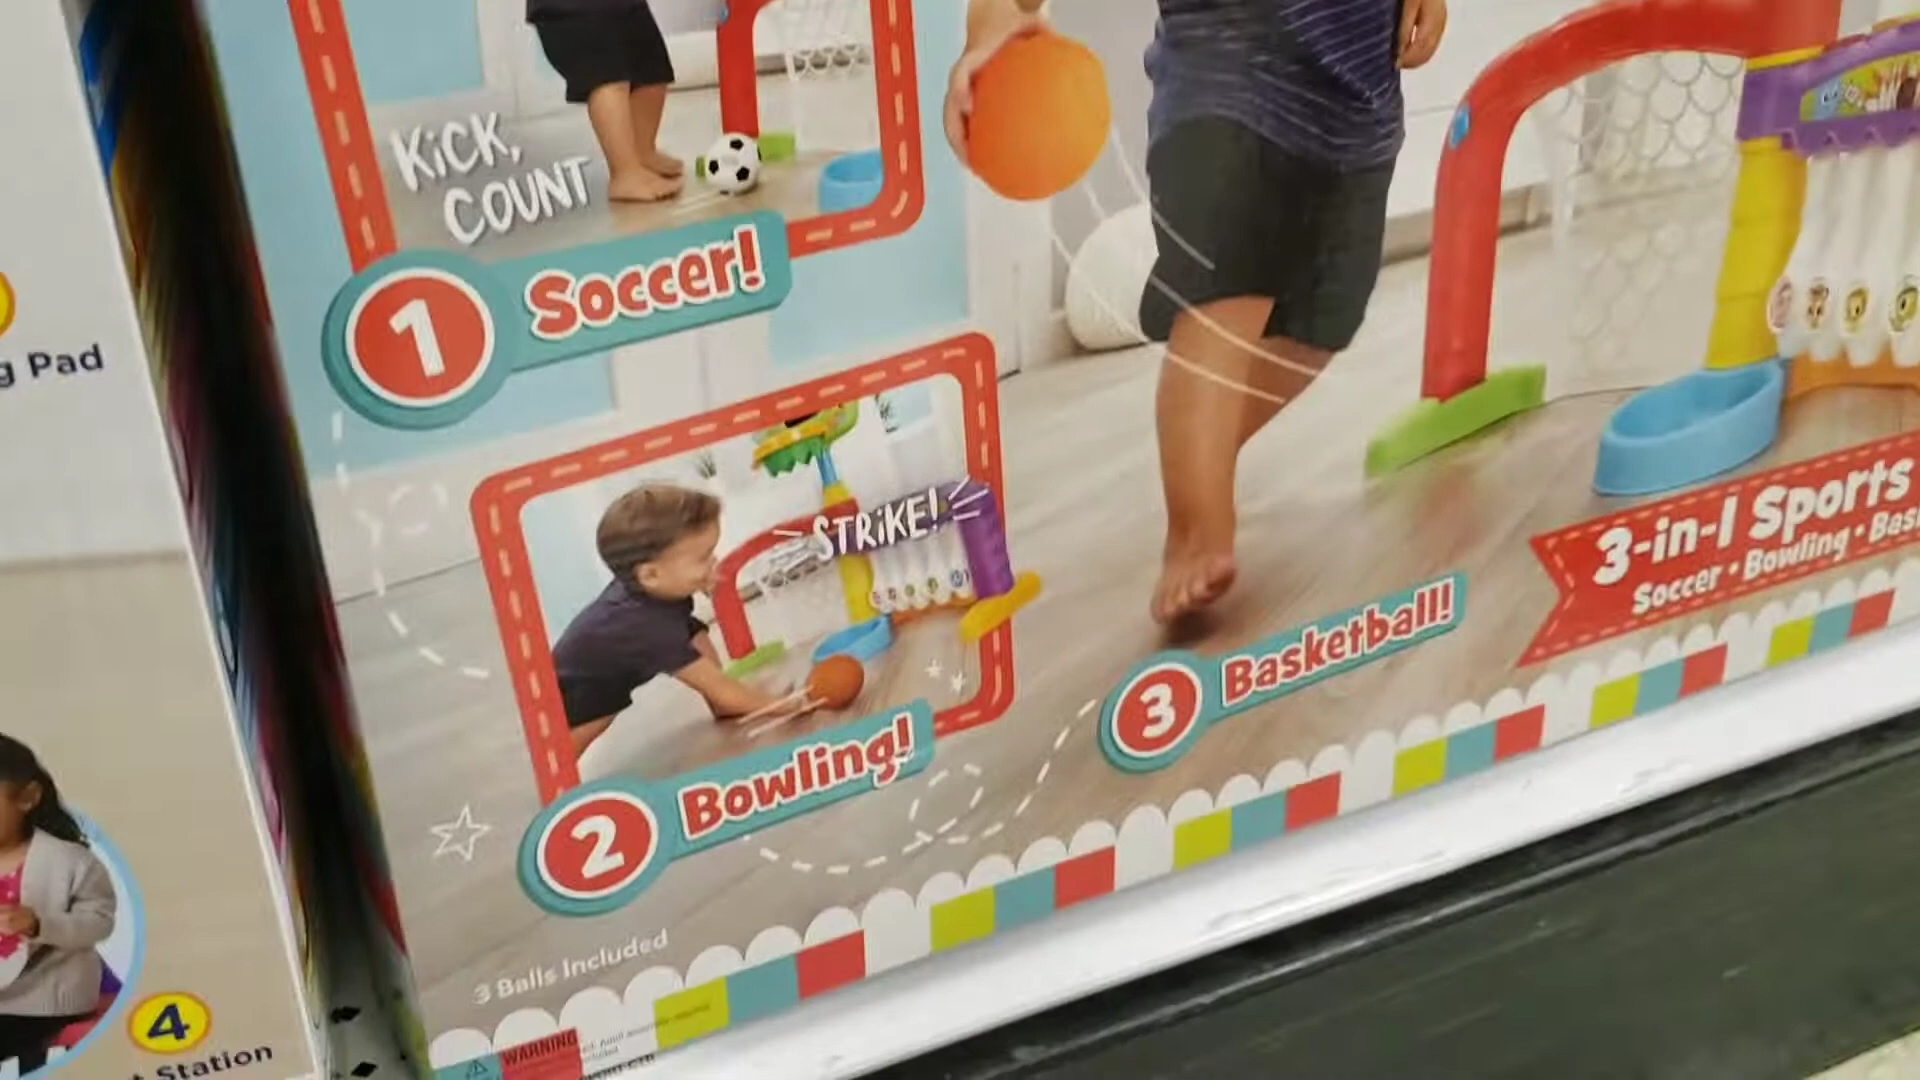 KiCK,
COUNT
1 Soccer!
g Pad
STRiKE!
3-in-1 Sports
Soccer • Bowling • Bas
3 Basketball!
2 Bowling!
3 Balls Included
4
Station
WARNING